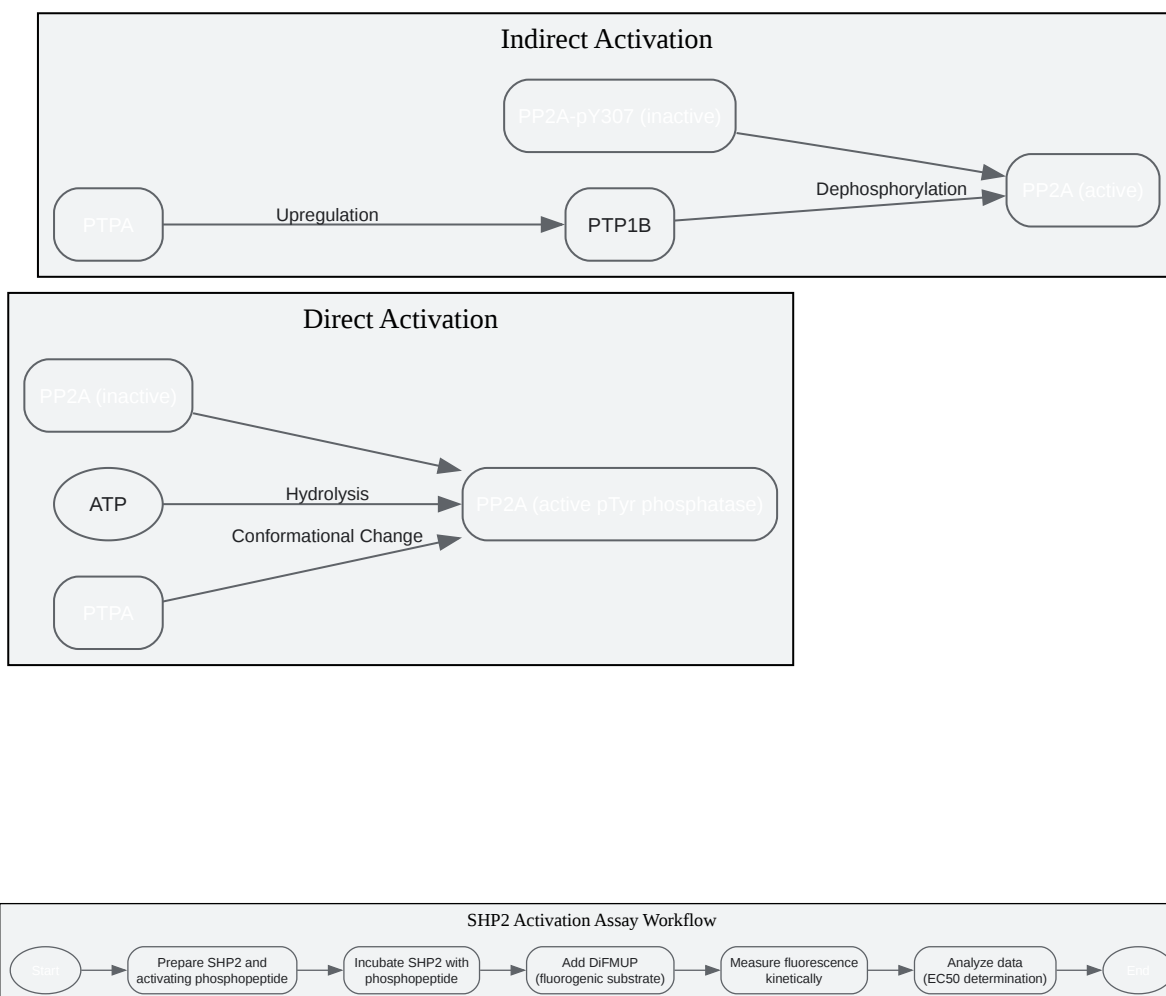 Indirect Activation
PP2A-pY307 (inactive)
PP2A (active)
Dephosphorylation
PTPA
Upregulation
PTP1B
Direct Activation
PP2A (inactive)
ATP
Hydrolysis
PP2A (active pTyr phosphatase)
Conformational Change
PTPA
SHP2 Activation Assay Workflow
Start
Prepare SHP2 and
activating phosphopeptide
Incubate SHP2 with
phosphopeptide
Add DiFMUP
(fluorogenic substrate)
Measure fluorescence
kinetically
Analyze data
(EC50 determination)
End